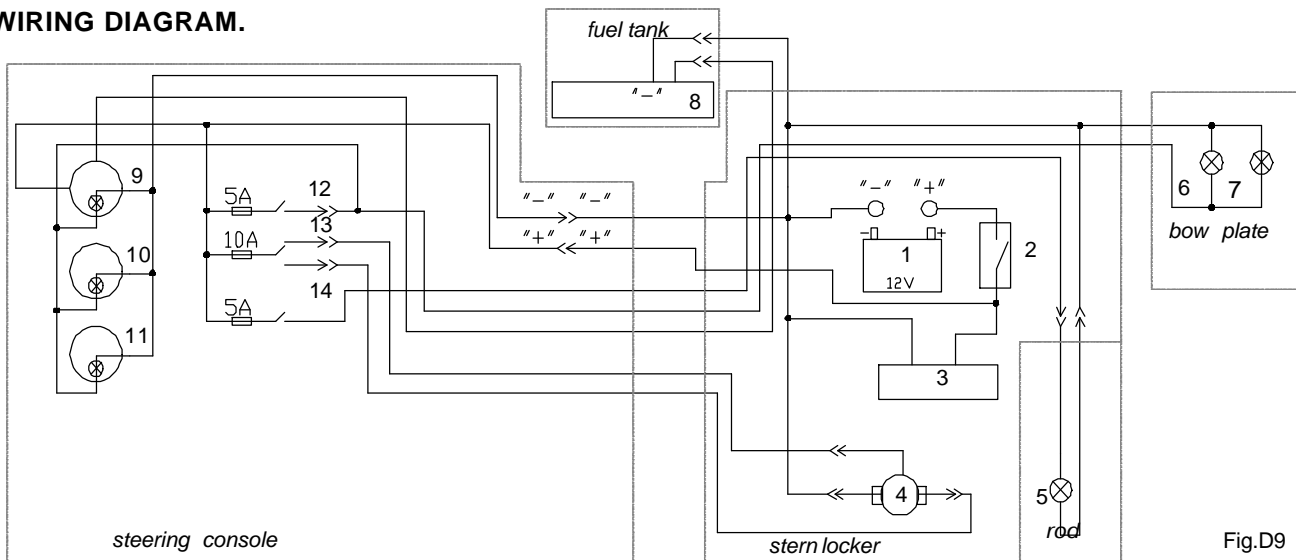 WIRING DIAGRAM.
fuel tank
"-" 8
9
5A 12
"-" "-"
"-" "+"
6 7
13
10A
"+" "+"
- +
1
2
bow plate
10
12V
14
5A
11
3
4
5
steering console
stern locker
rod
Fig.D9